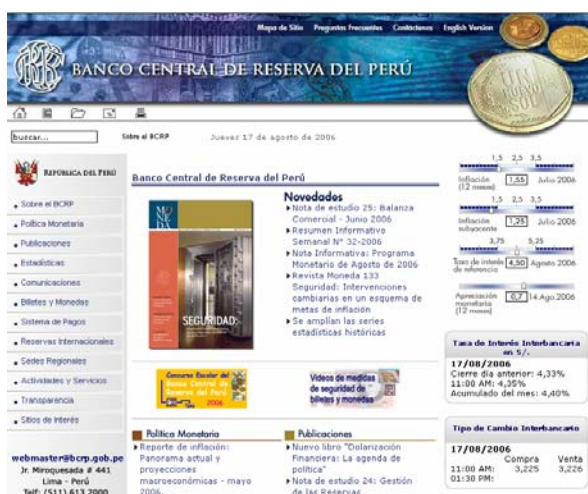 Mapa de Sitio Preguntas Frecuentes Contáctenos English Version
BANCO CENTRAL DE RESERVA DEL PERÚ
UN
NUEVO
SOL
buscar...
Sobre el BCRP
Jueves 17 de agosto de 2006
REPÚBLICA DEL PERÚ
Sobre el BCRP
Política Monetaria
Publicaciones
Estadísticas
Comunicaciones
Billetes y Monedas
Sistema de Pagos
Reservas Internacionales
Sedes Regionales
Actividades y Servicios
Transparencia
Sitios de Interés
webmaster@bcrp.gob.pe
Jr. Miroquesada # 441
Lima - Perú
Telf: (511) 613 2000
Banco Central de Reserva del Perú
MONEDA
SEGURIDAD:
Novedades
Nota de estudio 25: Balanza
Comercial - Junio 2006
Resumen Informativo
Semanal N° 32-2006
Nota Informativa: Programa
Monetario de Agosto de 2006
Revista Moneda 133
Seguridad: Intervenciones
cambiarias en un esquema de
metas de inflación
Se amplían las series
estadísticas históricas
Concurso Escolar del
Banco Central de
Reserva del Perú
2006
Videos de medidas
de seguridad de
billetes y monedas
Política Monetaria
Reporte de inflación:
Panorama actual y
proyecciones
macroeconómicas - mayo
2006.
Publicaciones
Nuevo libro "Dolarización
Financiera: La agenda de
política"
Nota de estudio 24: Gestión
de las Reservas
1,5 2,5 3,5
Inflación 1,55 Julio 2006
(12 meses)
1,5 2,5 3,5
Inflación 1,25 Julio 2006
subyacente
3,75 5,25
Tasa de interés 4,50 Agosto 2006
de referencia
Apreciación 0,7 14.Ago.2006
monetaria
(12 meses)
Tasa de Interés Interbancaria
en S/.
17/08/2006
Cierre día anterior: 4,33%
11:00 AM: 4,35%
Acumulado del mes: 4,40%
Tipo de Cambio Interbancario
17/08/2006
Compra Venta
11:00 AM: 3,225 3,226
01:30 PM: